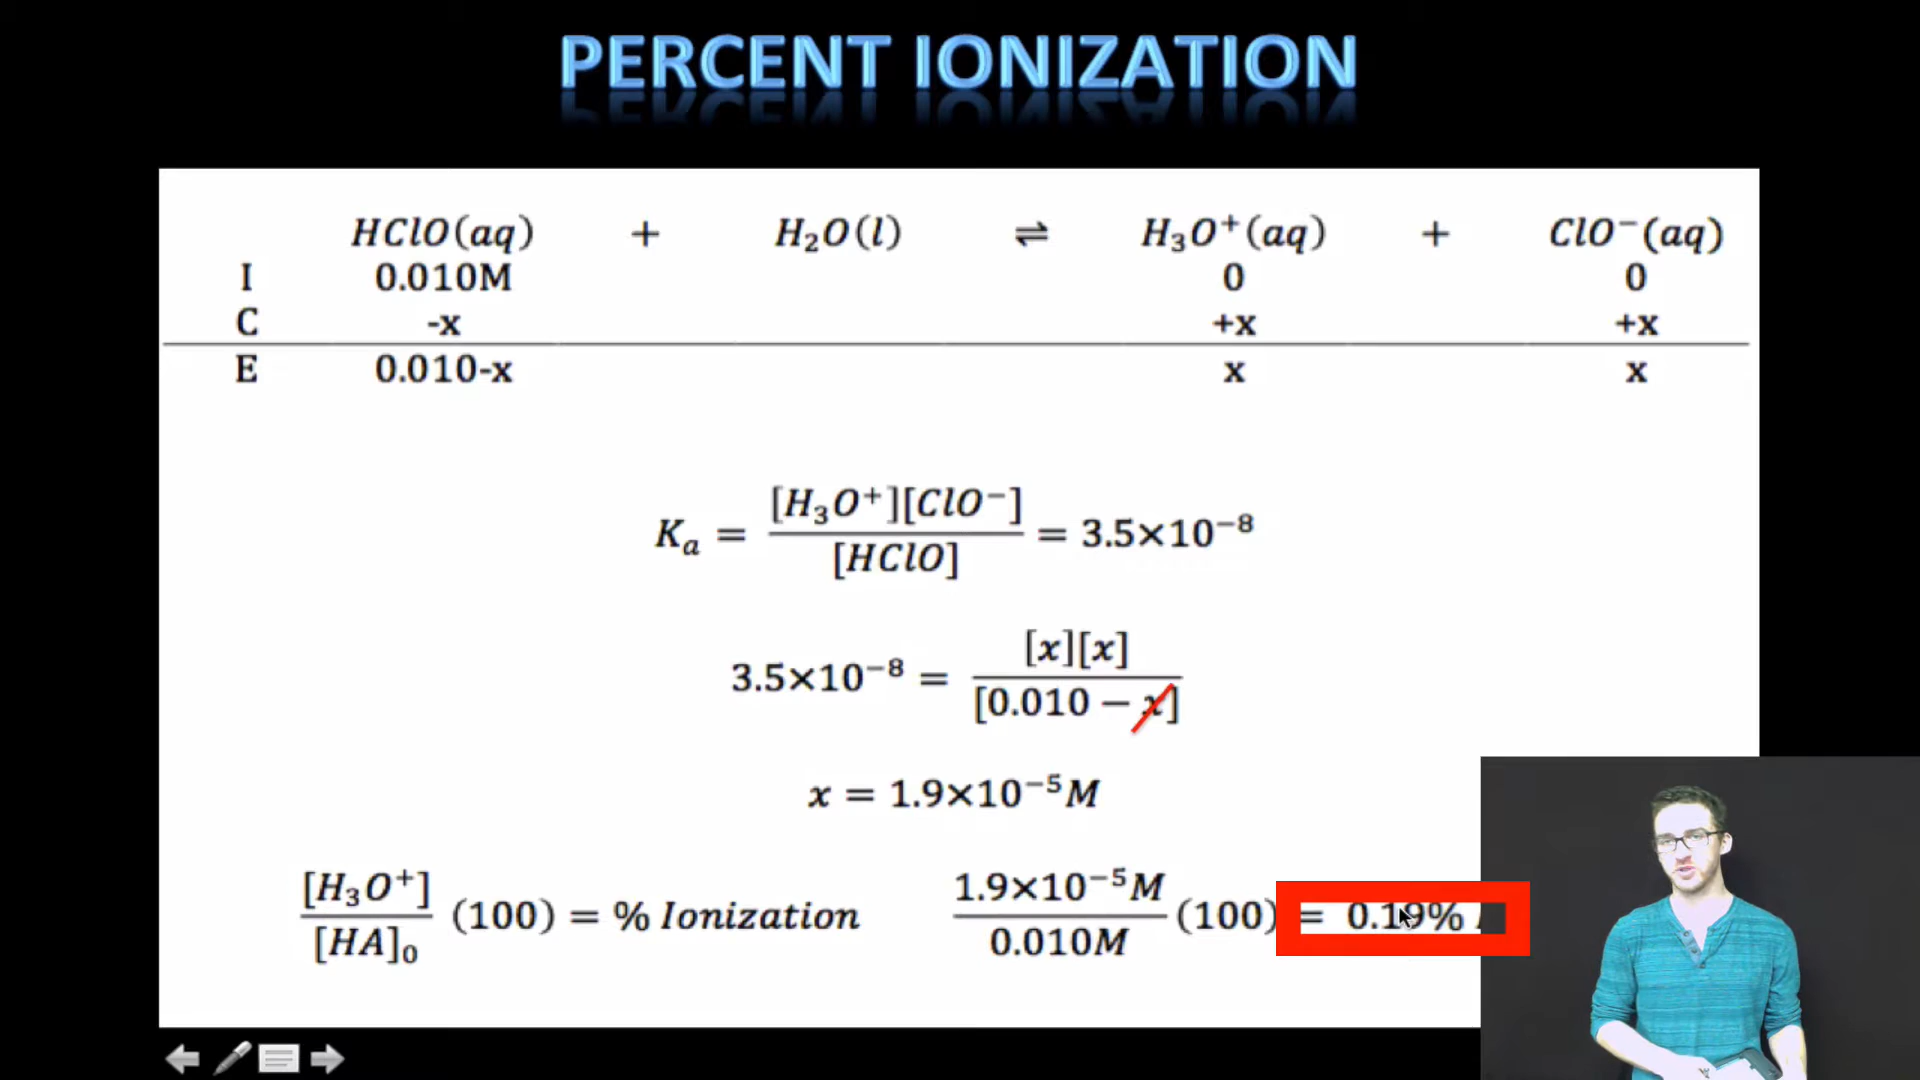 PERCENT IONIZATION
HClO(aq) + H₂O(l) ⇌ H₃O⁺(aq) + ClO⁻(aq)
I 0.010M 0 0
C -x +x +x
E 0.010-x x x
Kₐ = [H₃O⁺][ClO⁻] / [HClO] = 3.5×10⁻⁸
3.5×10⁻⁸ = [x][x] / [0.010 − x]
x = 1.9×10⁻⁵M
[H₃O⁺] / [HA]₀ (100) = % Ionization 1.9×10⁻⁵M / 0.010M (100) = 0.19%